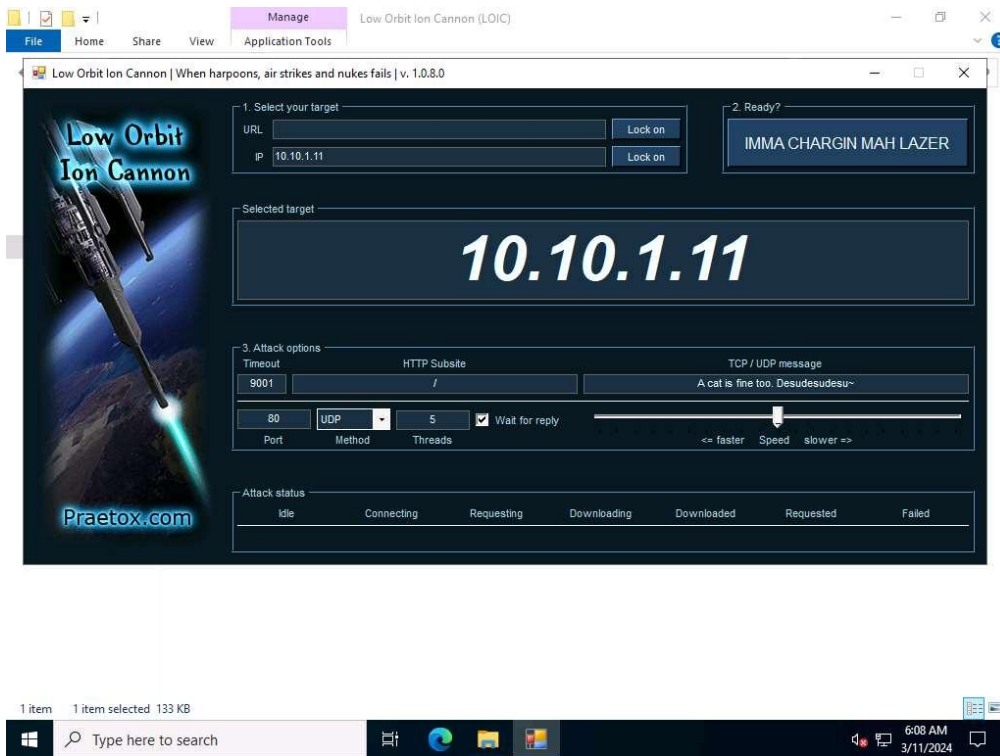 Manage
Low Orbit Ion Cannon (LOIC)
File Home Share View Application Tools
Low Orbit Ion Cannon | When harpoons, air strikes and nukes fails | v. 1.0.8.0
Low Orbit
Ion Cannon
Praetox.com
1. Select your target
URL Lock on
IP 10.10.1.11 Lock on
2. Ready?
IMMA CHARGIN MAH LAZER
Selected target
10.10.1.11
3. Attack options
Timeout HTTP Subsite TCP / UDP message
9001 / A cat is fine too. Desudesudesu~
80 UDP 5 Wait for reply
<= faster Speed slower =>
Port Method Threads
Attack status
Idle Connecting Requesting Downloading Downloaded Requested Failed
1 item 1 item selected 133 KB
Type here to search
6:08 AM
3/11/2024